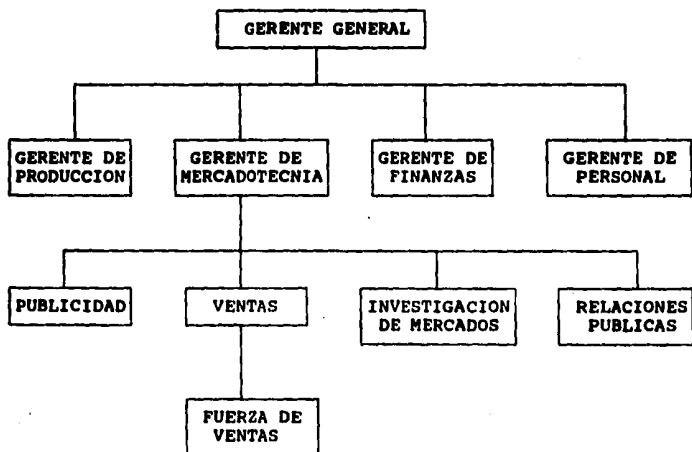 GERENTE GENERAL
GERENTE DE
PRODUCCION
GERENTE DE
MERCADOTECNIA
GERENTE DE
FINANZAS
GERENTE DE
PERSONAL
PUBLICIDAD
VENTAS
INVESTIGACION
DE MERCADOS
RELACIONES
PUBLICAS
FUERZA DE
VENTAS